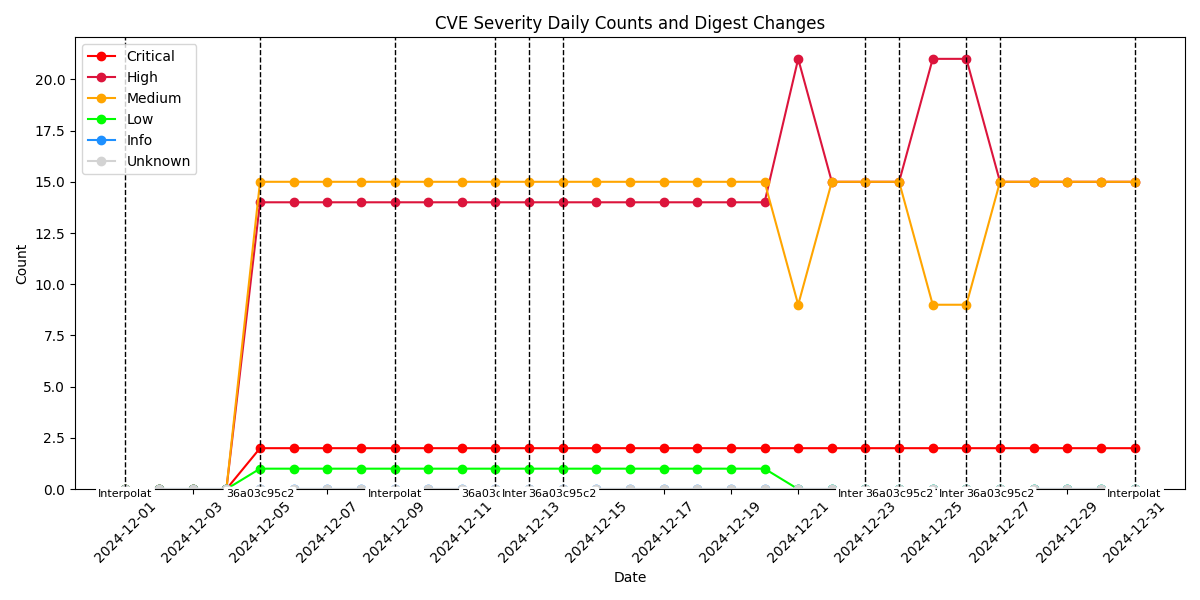 CVE Severity Daily Counts and Digest Changes
Critical
High
Medium
Low
Info
Unknown
Count
20.0
17.5
15.0
12.5
10.0
7.5
5.0
2.5
0.0
Interpolat
36a03c95c2
Interpolat
36a03c
Inter
36a03c95c2
Inter
36a03c95c2
Inter
36a03c95c2
Interpolat
2024-12-01
2024-12-03
2024-12-05
2024-12-07
2024-12-09
2024-12-11
2024-12-13
2024-12-15
2024-12-17
2024-12-19
2024-12-21
2024-12-23
2024-12-25
2024-12-27
2024-12-29
2024-12-31
Date